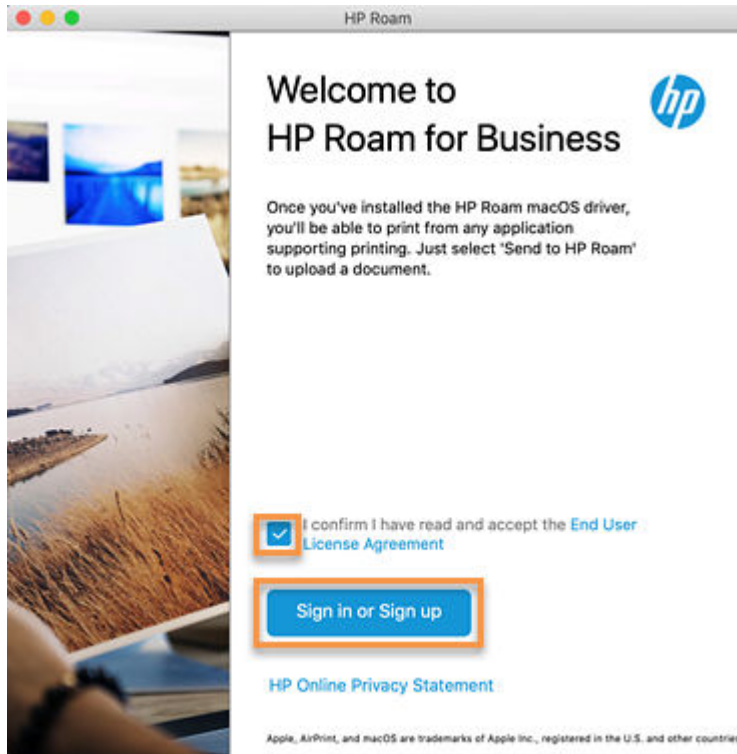 HP Roam
Welcome to
HP Roam for Business
hp
Once you've installed the HP Roam macOS driver,
you'll be able to print from any application
supporting printing. Just select 'Send to HP Roam'
to upload a document.
I confirm I have read and accept the End User
License Agreement
Sign in or Sign up
HP Online Privacy Statement
Apple, AirPrint, and macOS are trademarks of Apple Inc., registered in the U.S. and other countries